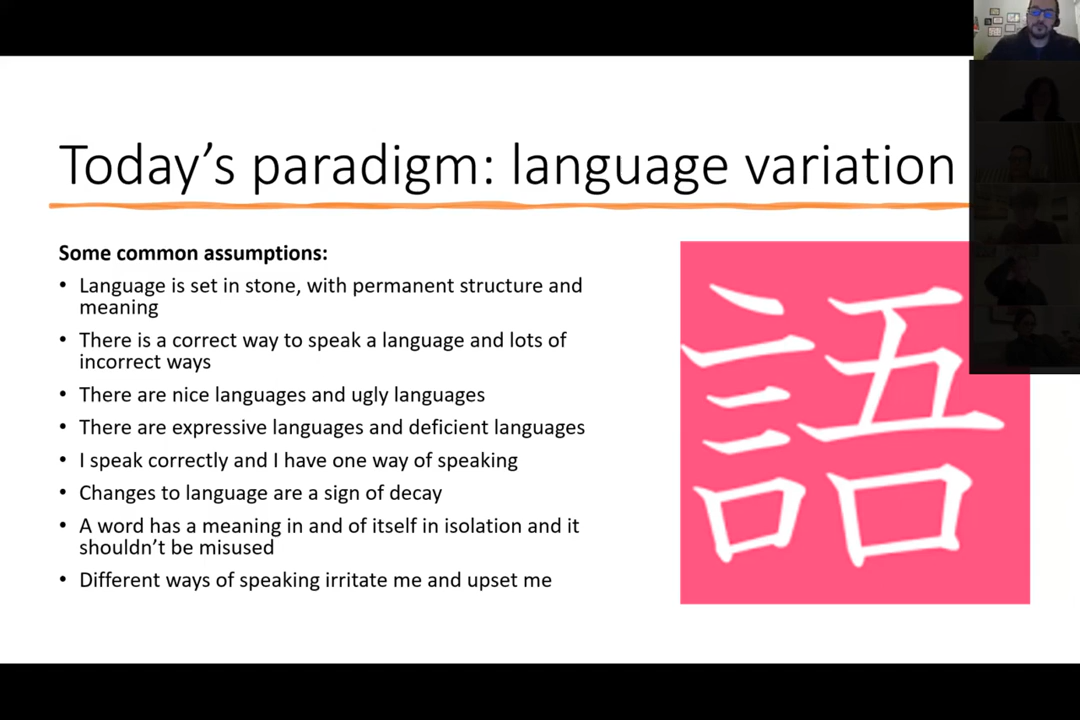 Today's paradigm: language variation
Some common assumptions:
• Language is set in stone, with permanent structure and
meaning
• There is a correct way to speak a language and lots of
incorrect ways
• There are nice languages and ugly languages
• There are expressive languages and deficient languages
• I speak correctly and I have one way of speaking
• Changes to language are a sign of decay
• A word has a meaning in and of itself in isolation and it
shouldn't be misused
• Different ways of speaking irritate me and upset me
語